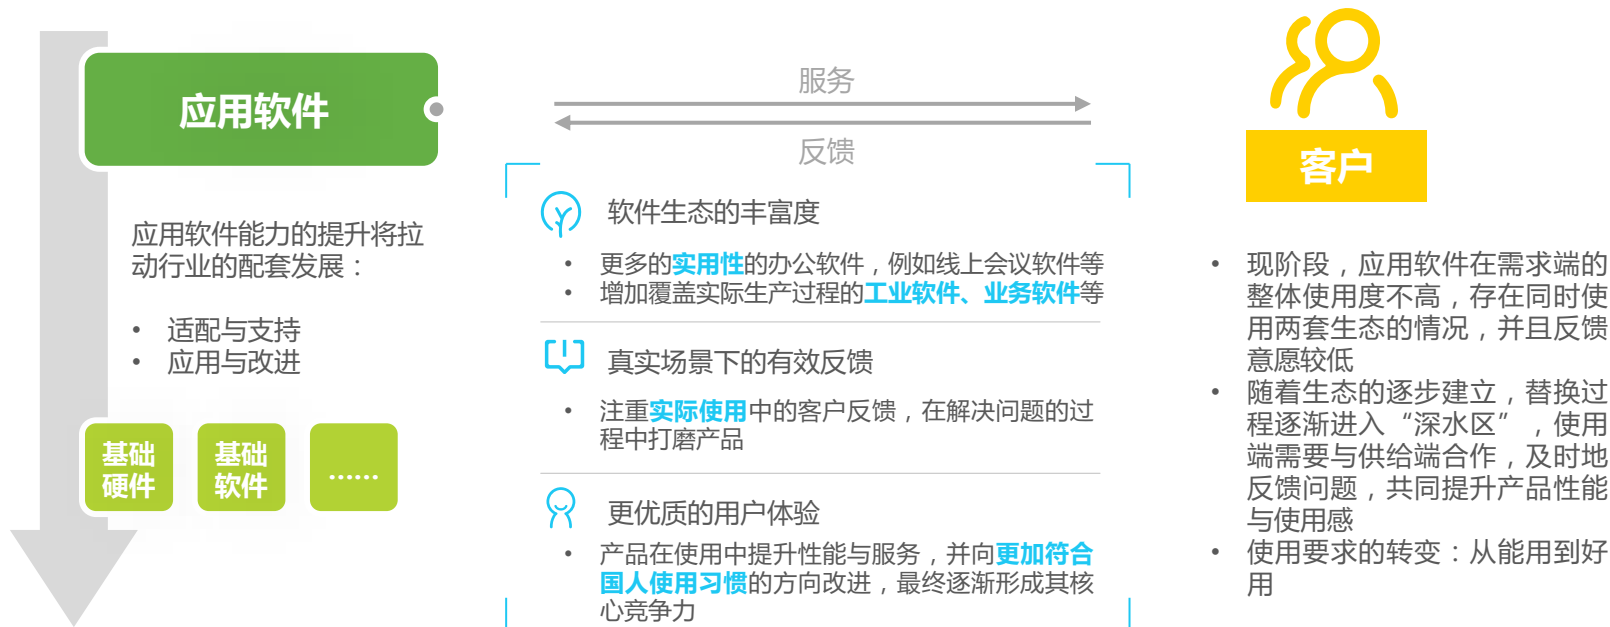 应用软件
应用软件能力的提升将拉
动行业的配套发展：
• 适配与支持
• 应用与改进
基础
硬件
基础
软件
……
服务
反馈
软件生态的丰富度
• 更多的实用性的办公软件，例如线上会议软件等
• 增加覆盖实际生产过程的工业软件、业务软件等
真实场景下的有效反馈
• 注重实际使用中的客户反馈，在解决问题的过
程中打磨产品
更优质的用户体验
• 产品在使用中提升性能与服务，并向更加符合
国人使用习惯的方向改进，最终逐渐形成其核
心竞争力
客户
• 现阶段，应用软件在需求端的
整体使用度不高，存在同时使
用两套生态的情况，并且反馈
意愿较低
• 随着生态的逐步建立，替换过
程逐渐进入“深水区”，使用
端需要与供给端合作，及时地
反馈问题，共同提升产品性能
与使用感
• 使用要求的转变：从能用到好
用